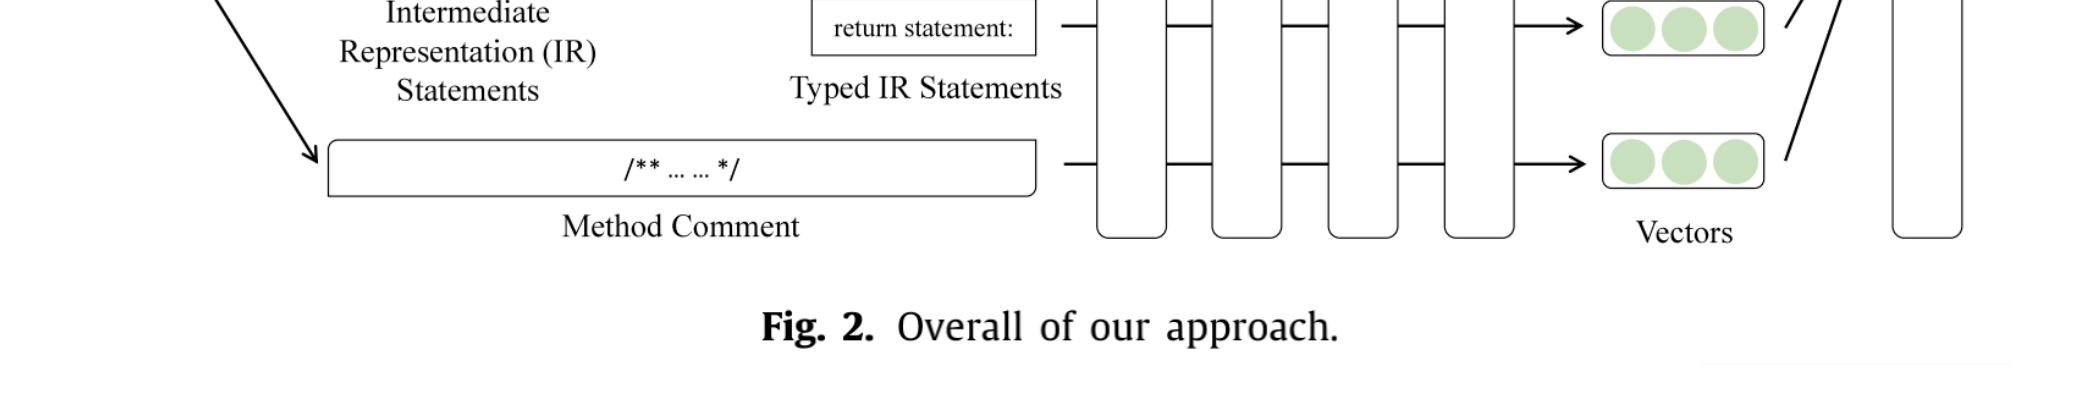 Intermediate
Representation (IR)
Statements
return statement:
Typed IR Statements
/** ... ... */
Method Comment
Vectors
Fig. 2. Overall of our approach.